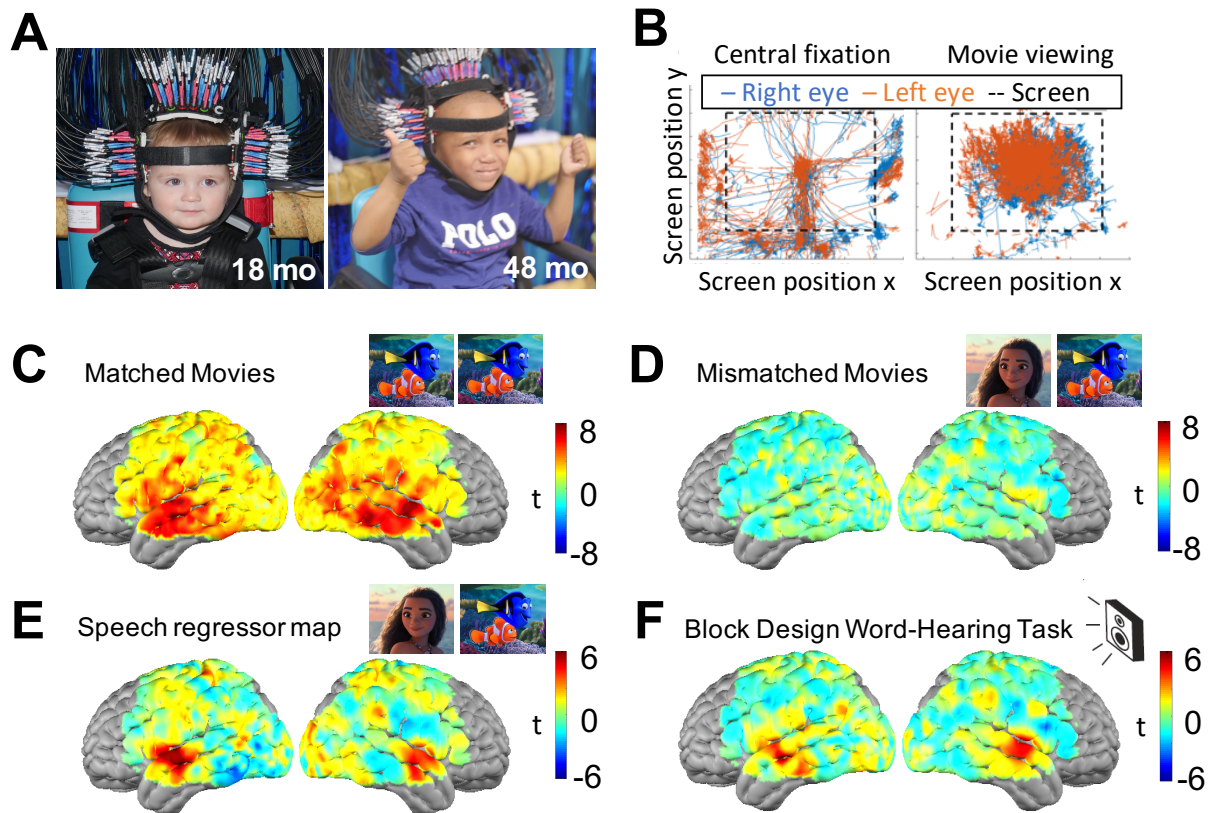 A
18 mo
POLO
48 mo
B
Central fixation
Movie viewing
– Right eye – Left eye -- Screen
Screen position y
Screen position x
Screen position x
C
Matched Movies
8
0
-8
t
D
Mismatched Movies
8
0
-8
t
E
Speech regressor map
6
0
-6
t
F
Block Design Word-Hearing Task
6
0
-6
t